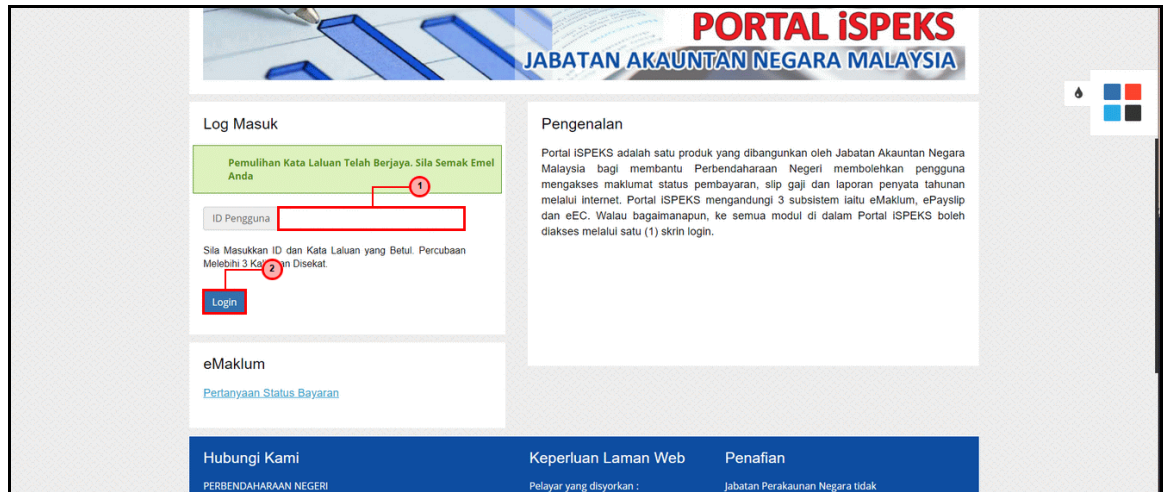 PORTAL iSPEKS
JABATAN AKAUNTAN NEGARA MALAYSIA
Log Masuk
Pemulihan Kata Laluan Telah Berjaya. Sila Semak Emel
Anda
1
ID Pengguna
Sila Masukkan ID dan Kata Laluan yang Betul. Percubaan
Melebihi 3 Disekat.
2
Login
eMaklum
Pertanyaan Status Bayaran
Pengenalan
Portal iSPEKS adalah satu produk yang dibangunkan oleh Jabatan Akauntan Negara
Malaysia bagi membantu Perbendaharaan Negeri membolehkan pengguna
mengakses maklumat status pembayaran, slip gaji dan laporan penyata tahunan
melalui internet. Portal iSPEKS mengandungi 3 subsistem iaitu eMaklum, ePayslip
dan eEC. Walau bagaimanapun, ke semua modul di dalam Portal iSPEKS boleh
diakses melalui satu (1) skrin login.
Hubungi Kami
PERBENDAHARAAN NEGERI
Keperluan Laman Web
Pelayar yang disyorkan :
Penafian
Jabatan Perakaunan Negara tidak